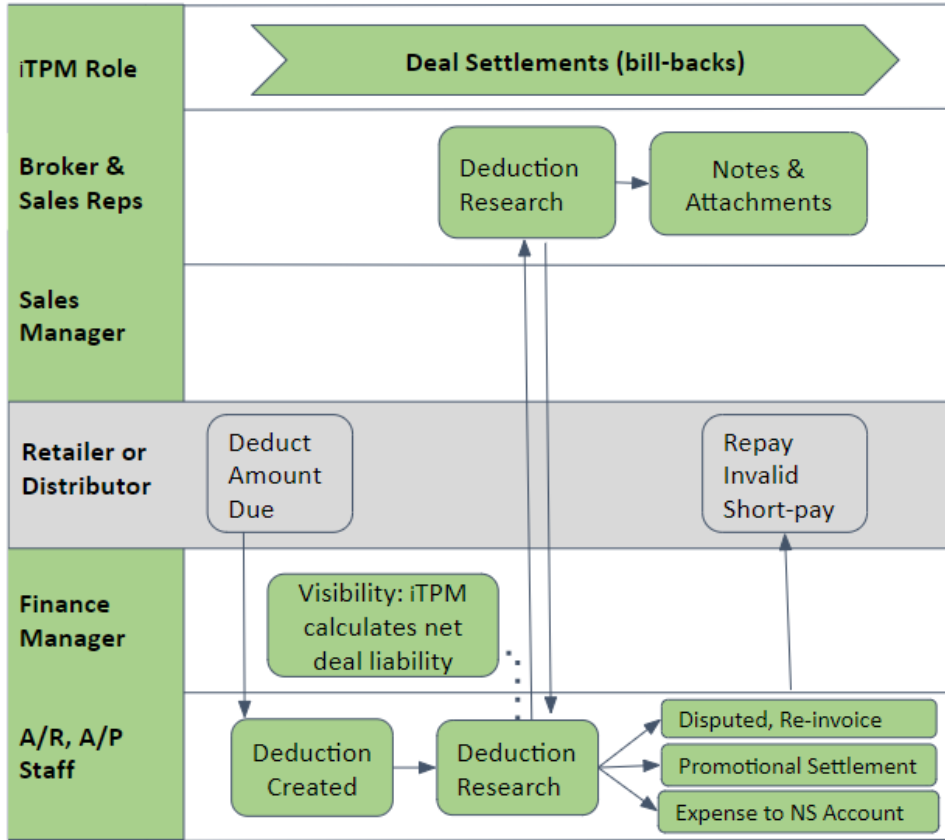 iTPM Role
Deal Settlements (bill-backs)
Broker &
Sales Reps
Deduction
Research
Notes &
Attachments
Sales
Manager
Retailer or
Distributor
Deduct
Amount
Due
Repay
Invalid
Short-pay
Finance
Manager
Visibility: iTPM
calculates net
deal liability
A/R, A/P
Staff
Deduction
Created
Deduction
Research
Disputed, Re-invoice
Promotional Settlement
Expense to NS Account